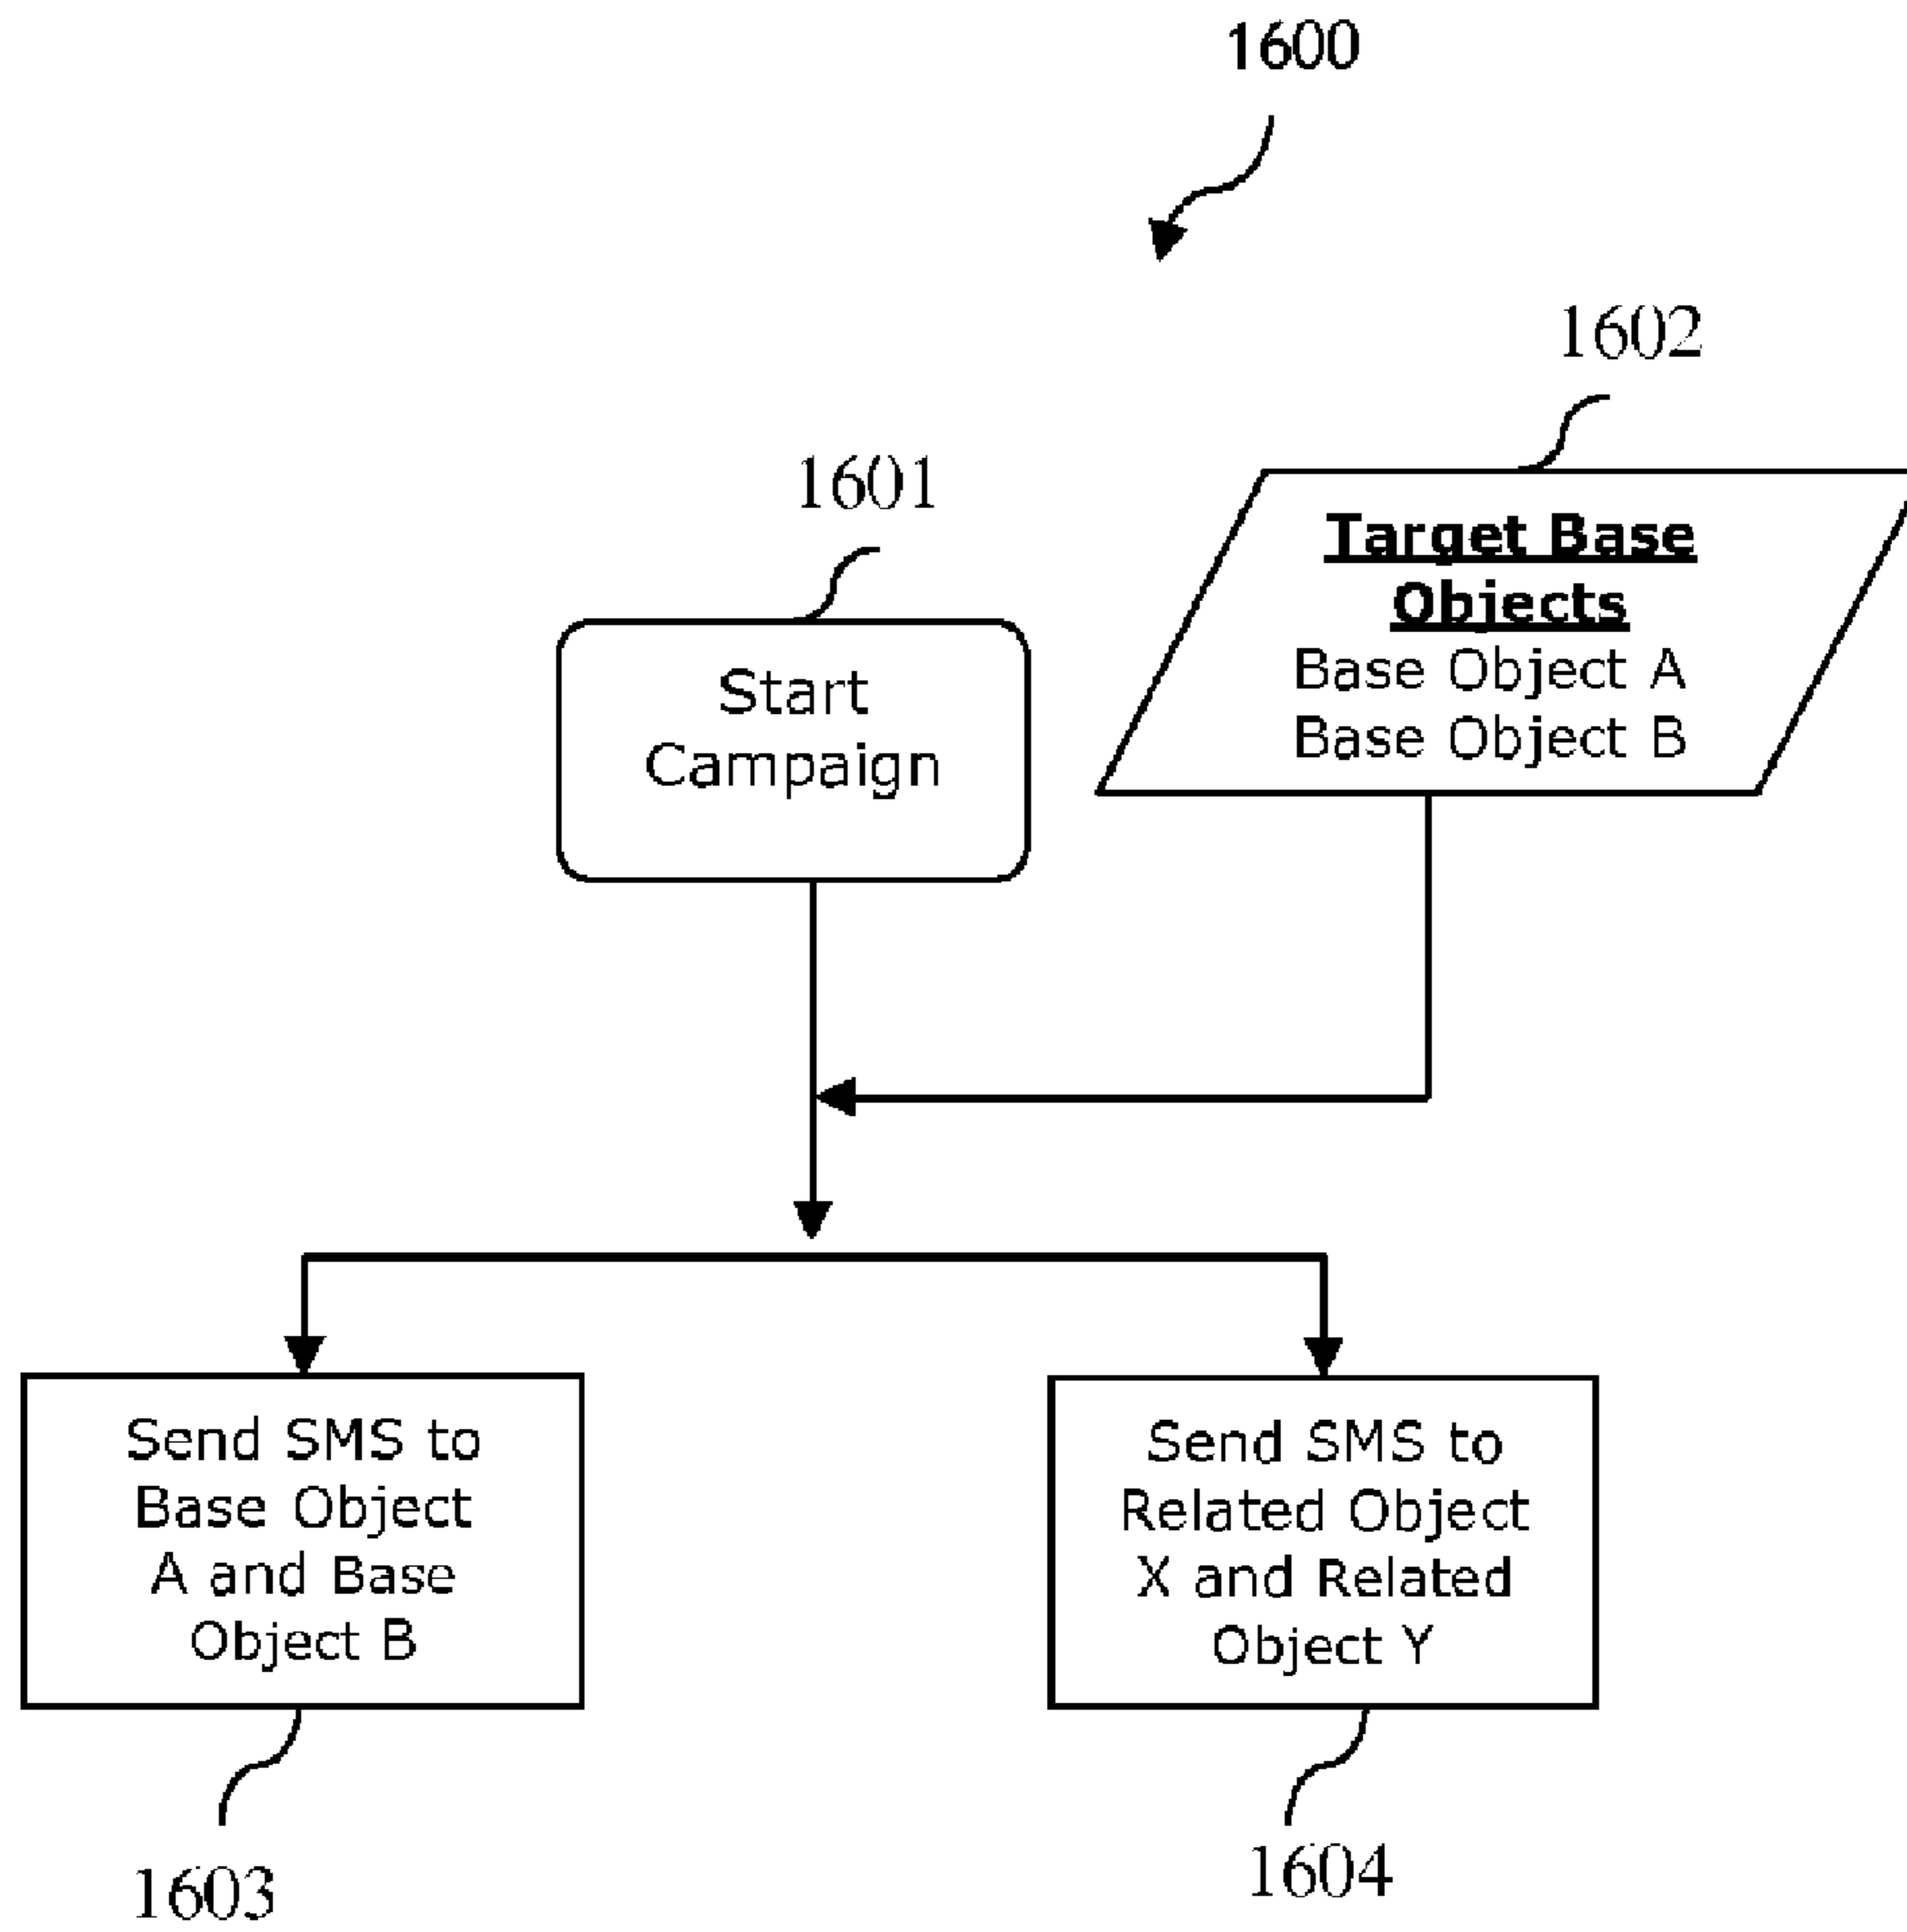 1600
1602
1601
Target Base
Objects
Base Object A
Base Object B
Start
Campaign
Send SMS to
Base Object
A and Base
Object B
Send SMS to
Related Object
X and Related
Object Y
1603
1604